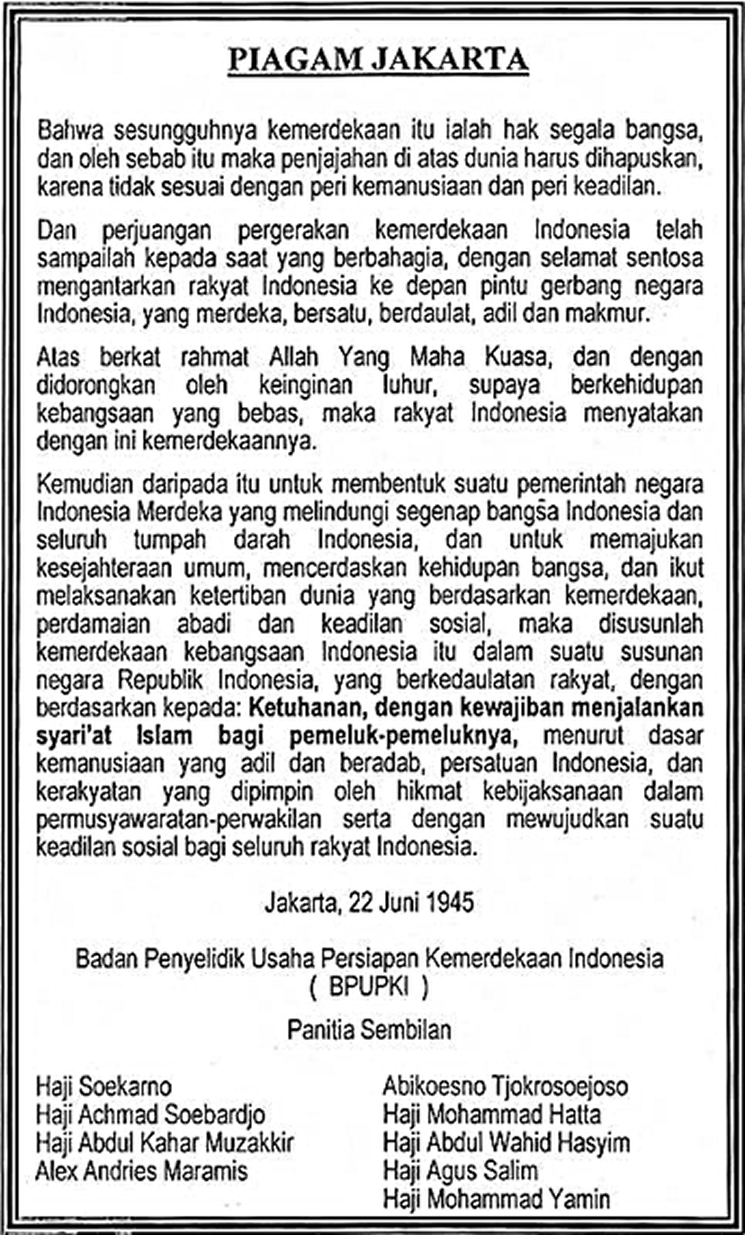 PIAGAM JAKARTA
Bahwa sesungguhnya kemerdekaan itu ialah hak segala bangsa,
dan oleh sebab itu maka penjajahan di atas dunia harus dihapuskan,
karena tidak sesuai dengan peri kemanusiaan dan peri keadilan.
Dan perjuangan pergerakan kemerdekaan Indonesia telah
sampailah kepada saat yang berbahagia, dengan selamat sentosa
mengantarkan rakyat Indonesia ke depan pintu gerbang negara
Indonesia, yang merdeka, bersatu, berdaulat, adil dan makmur.
Atas berkat rahmat Allah Yang Maha Kuasa, dan dengan
didorongkan oleh keinginan luhur, supaya berkehidupan
kebangsaan yang bebas, maka rakyat Indonesia menyatakan
dengan ini kemerdekaannya.
Kemudian daripada itu untuk membentuk suatu pemerintah negara
Indonesia Merdeka yang melindungi segenap bangsa Indonesia dan
seluruh tumpah darah Indonesia, dan untuk memajukan
kesejahteraan umum, mencerdaskan kehidupan bangsa, dan ikut
melaksanakan ketertiban dunia yang berdasarkan kemerdekaan,
perdamaian abadi dan keadilan sosial, maka disusunlah
kemerdekaan kebangsaan Indonesia itu dalam suatu susunan
negara Republik Indonesia, yang berkedaulatan rakyat, dengan
berdasarkan kepada: Ketuhanan, dengan kewajiban menjalankan
syari'at Islam bagi pemeluk-pemeluknya, menurut dasar
kemanusiaan yang adil dan beradab, persatuan Indonesia, dan
kerakyatan yang dipimpin oleh hikmat kebijaksanaan dalam
permusyawaratan-perwakilan serta dengan mewujudkan suatu
keadilan sosial bagi seluruh rakyat Indonesia.
Jakarta, 22 Juni 1945
Badan Penyelidik Usaha Persiapan Kemerdekaan Indonesia
( BPUPKI )
Panitia Sembilan
Haji Soekarno
Haji Achmad Soebardjo
Haji Abdul Kahar Muzakkir
Alex Andries Maramis
Abikoesno Tjokrosoejoso
Haji Mohammad Hatta
Haji Abdul Wahid Hasyim
Haji Agus Salim
Haji Mohammad Yamin